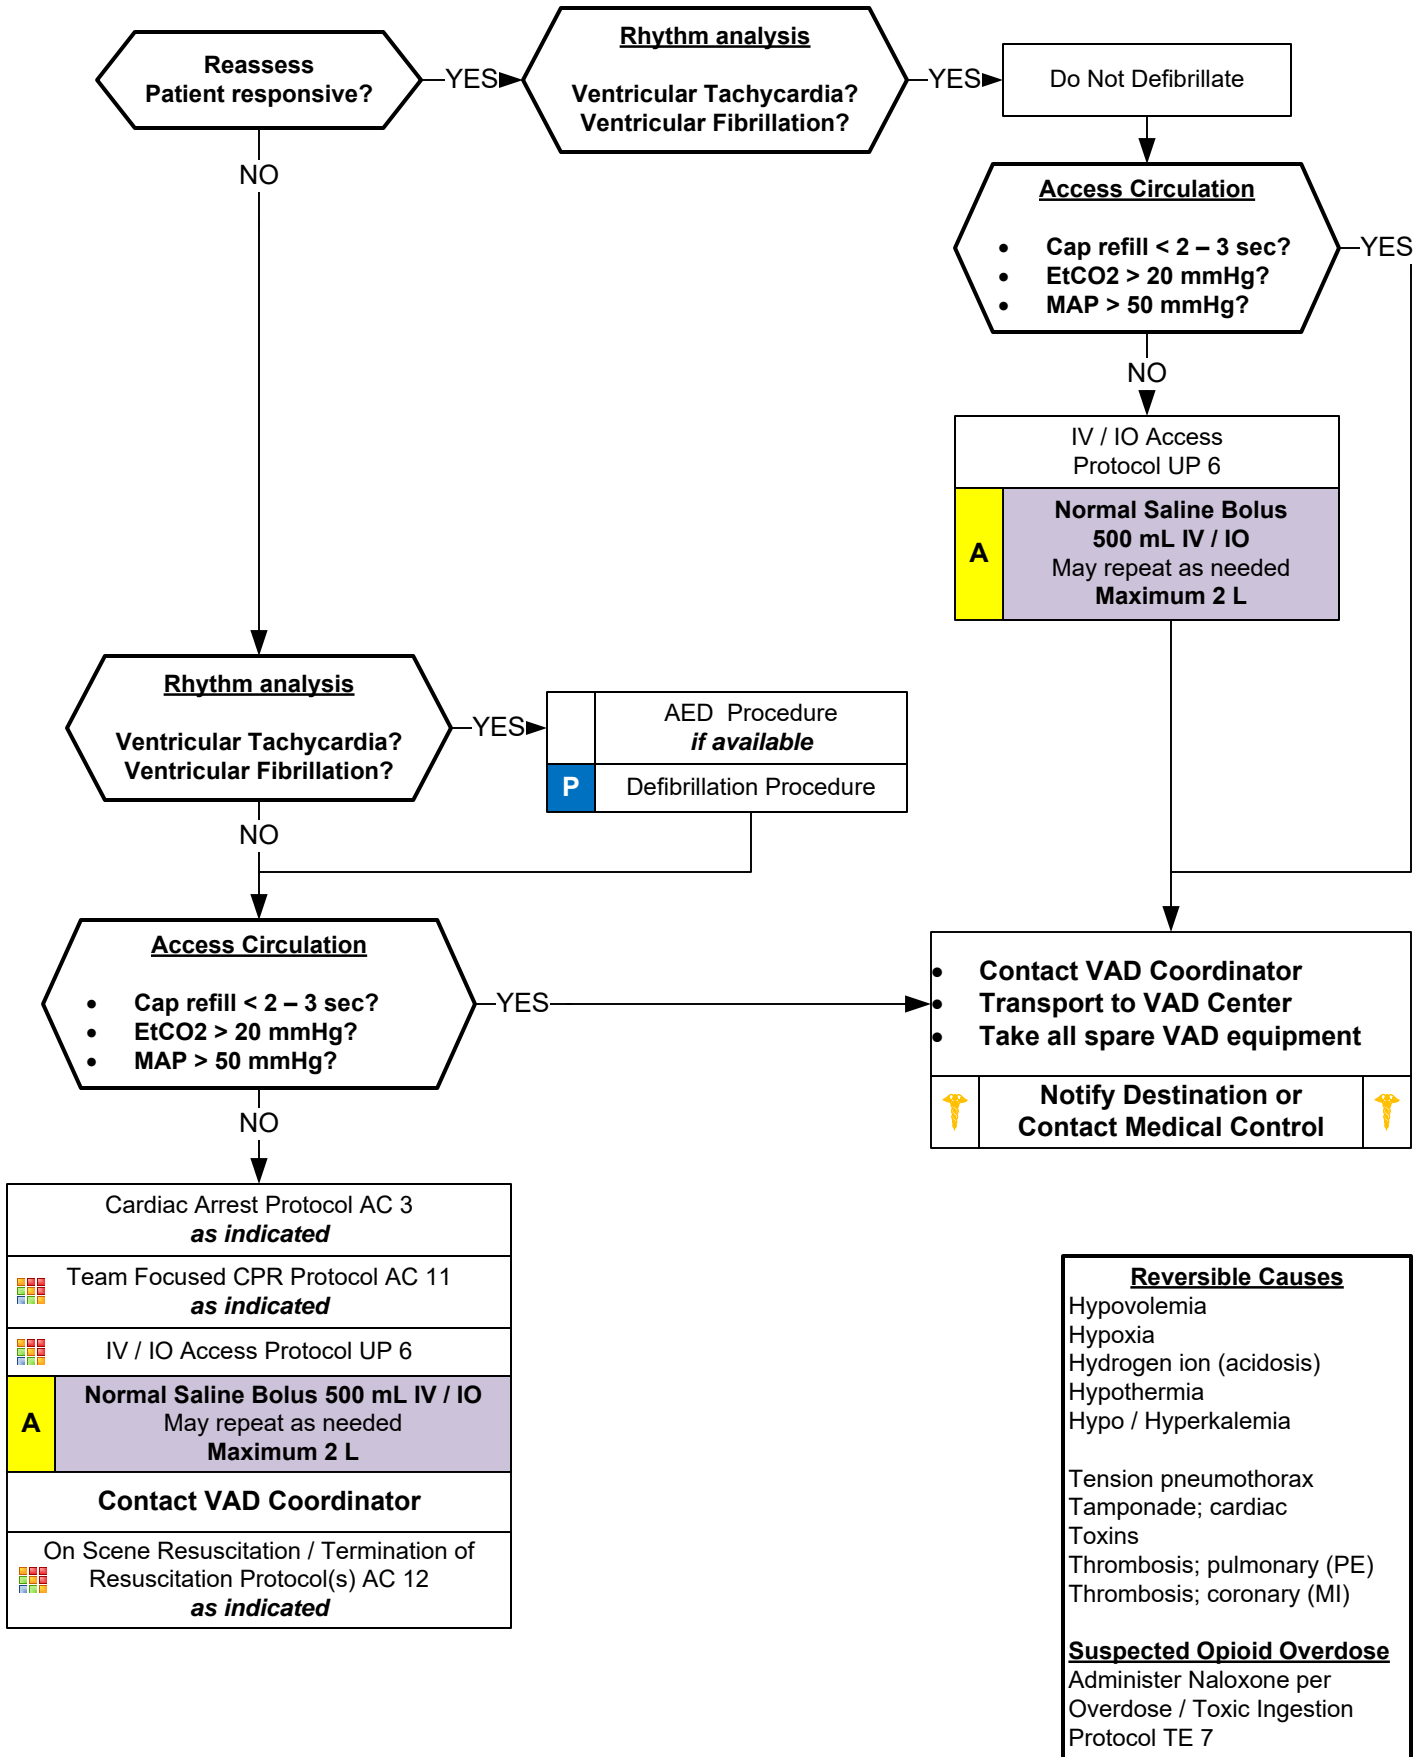 Reassess
Patient responsive?
YES
Rhythm analysis
Ventricular Tachycardia?
Ventricular Fibrillation?
YES
Do Not Defibrillate
NO
Access Circulation
• Cap refill < 2 – 3 sec?
• EtCO2 > 20 mmHg?
• MAP > 50 mmHg?
YES
NO
IV / IO Access
Protocol UP 6
A
Normal Saline Bolus
500 mL IV / IO
May repeat as needed
Maximum 2 L
Rhythm analysis
Ventricular Tachycardia?
Ventricular Fibrillation?
YES
AED Procedure
if available
P
Defibrillation Procedure
NO
Access Circulation
• Cap refill < 2 – 3 sec?
• EtCO2 > 20 mmHg?
• MAP > 50 mmHg?
YES
• Contact VAD Coordinator
• Transport to VAD Center
• Take all spare VAD equipment
Notify Destination or
Contact Medical Control
NO
Cardiac Arrest Protocol AC 3
as indicated
Team Focused CPR Protocol AC 11
as indicated
IV / IO Access Protocol UP 6
A
Normal Saline Bolus 500 mL IV / IO
May repeat as needed
Maximum 2 L
Contact VAD Coordinator
On Scene Resuscitation / Termination of
Resuscitation Protocol(s) AC 12
as indicated
Reversible Causes
Hypovolemia
Hypoxia
Hydrogen ion (acidosis)
Hypothermia
Hypo / Hyperkalemia
Tension pneumothorax
Tamponade; cardiac
Toxins
Thrombosis; pulmonary (PE)
Thrombosis; coronary (MI)
Suspected Opioid Overdose
Administer Naloxone per
Overdose / Toxic Ingestion
Protocol TE 7